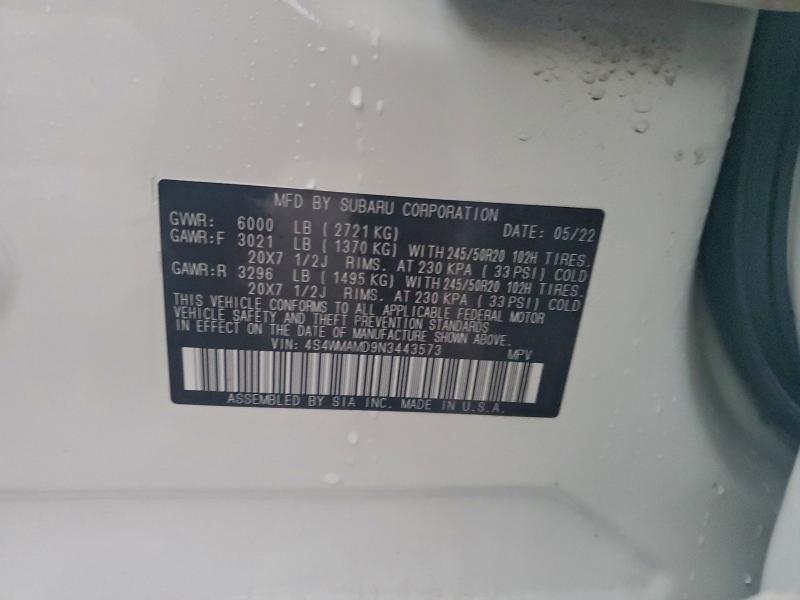 MFD BY SUBARU CORPORATION DATE: 05/22
GVWR: 6000 LB ( 2721 KG)
GAWR:F 3021 LB ( 1370 KG) WITH 245/50R20 102H TIRES.
20X7 1/2J RIMS. AT 230 KPA ( 33 PSI) COLD
GAWR:R 3296 LB ( 1495 KG) WITH 245/50R20 102H TIRES.
20X7 1/2J RIMS. AT 230 KPA ( 33 PSI) COLD
THIS VEHICLE CONFORMS TO ALL APPLICABLE FEDERAL MOTOR
VEHICLE SAFETY AND THEFT PREVENTION STANDARDS
IN EFFECT ON THE DATE OF MANUFACTURE SHOWN ABOVE.
VIN: 4S4WMAMD9N3443573 MPV
ASSEMBLED BY SIA INC. MADE IN U.S.A.